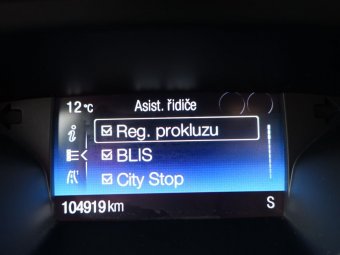 12 °C Asist. řidiče
Reg. prokluzu
BLIS
City Stop
104919 km S